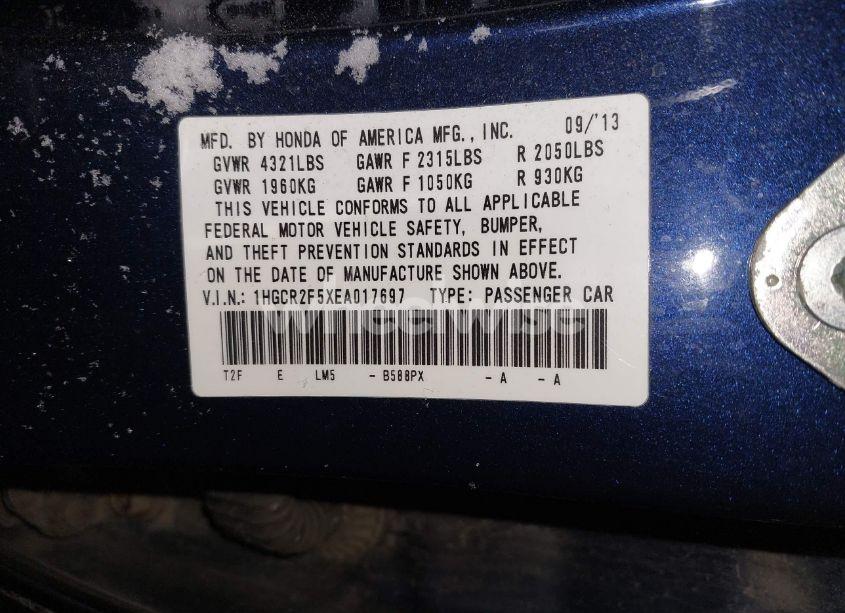 MFD. BY HONDA OF AMERICA MFG., INC. 09/'13
GVWR 4321LBS GAWR F 2315LBS R 2050LBS
GVWR 1960KG GAWR F 1050KG R 930KG
THIS VEHICLE CONFORMS TO ALL APPLICABLE
FEDERAL MOTOR VEHICLE SAFETY, BUMPER,
AND THEFT PREVENTION STANDARDS IN EFFECT
ON THE DATE OF MANUFACTURE SHOWN ABOVE.
V.I.N.: 1HGCR2F5XEA017697 TYPE: PASSENGER CAR
wheelwise
T2F E LM5 - B588PX - A - A